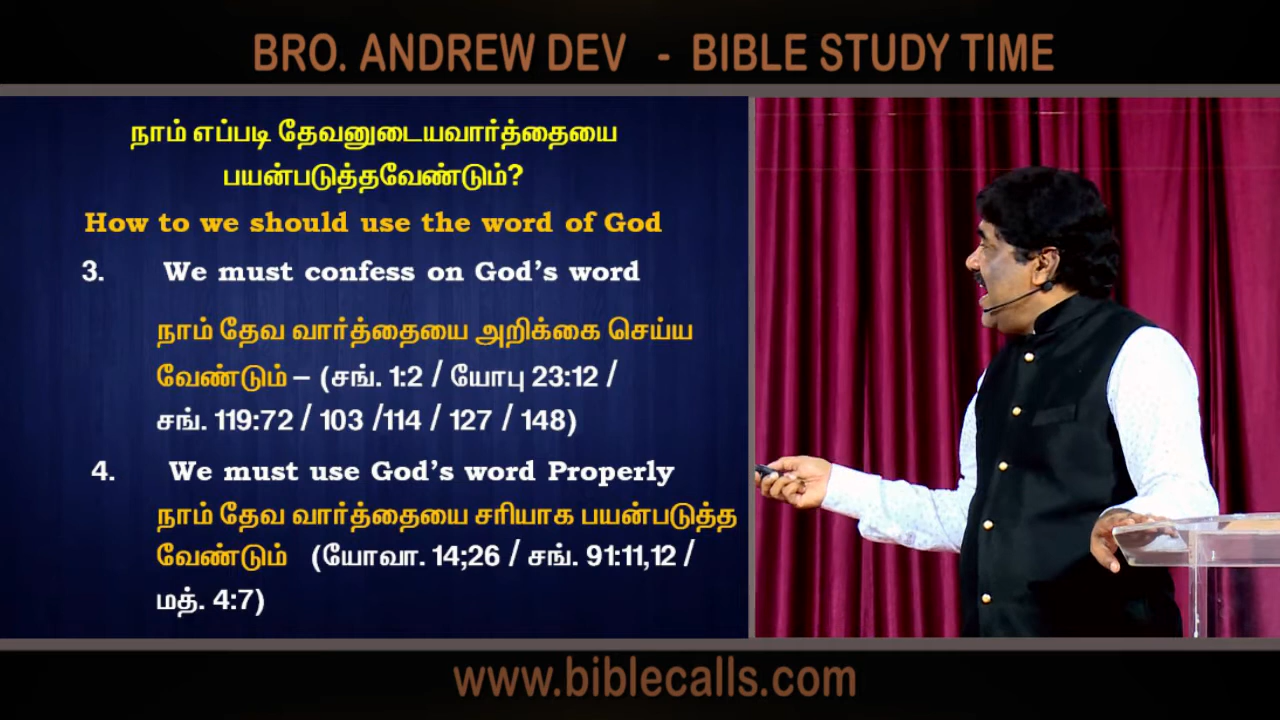 BRO. ANDREW DEV - BIBLE STUDY TIME
நாம் எப்படி தேவனுடையவார்த்தையை
பயன்படுத்தவேண்டும்?
How to we should use the word of God
3. We must confess on God's word
நாம் தேவ வார்த்தையை அறிக்கை செய்ய
வேண்டும் – (சங். 1:2 / யோபு 23:12 /
சங். 119:72 / 103 /114 / 127 / 148)
4. We must use God's word Properly
நாம் தேவ வார்த்தையை சரியாக பயன்படுத்த
வேண்டும் (யோவா. 14;26 / சங். 91:11,12 /
மத். 4:7)
www.biblecalls.com